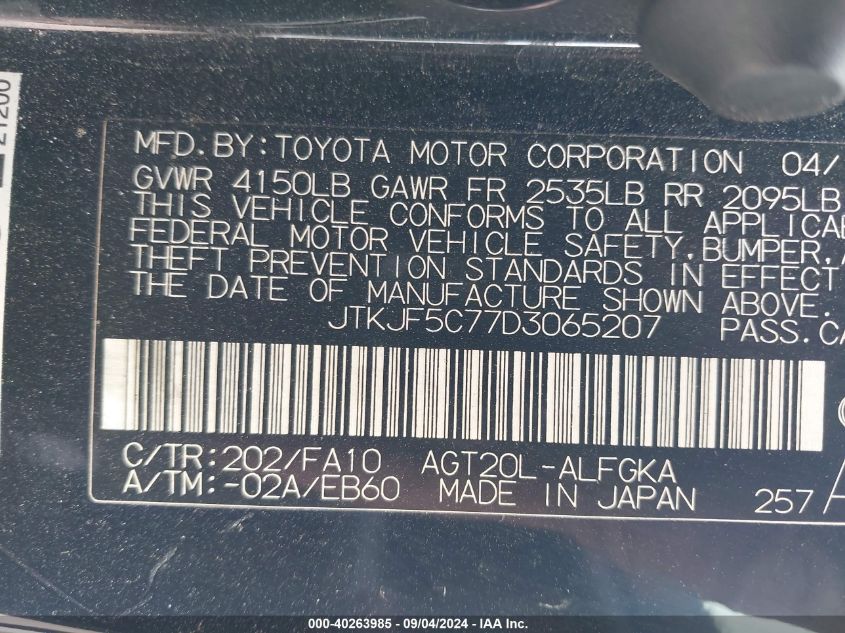 21200
MFD.BY:TOYOTA MOTOR CORPORATION 04/
GVWR 4150LB GAWR FR 2535LB RR 2095LB
THIS VEHICLE CONFORMS TO ALL
FEDERAL MOTOR VEHICLE SAFETY,BUMPER,
THEFT PREVENTION STANDARDS IN EFFECT
THE DATE OF MANUFACTURE SHOWN ABOVE.
JTKJF5C77D3065207 PASS.
C/TR:202/FA10 AGT20L-ALFGKA
A/TM:-02A/EB60 MADE IN JAPAN 257
000-40263985 - 09/04/2024 - IAA Inc.